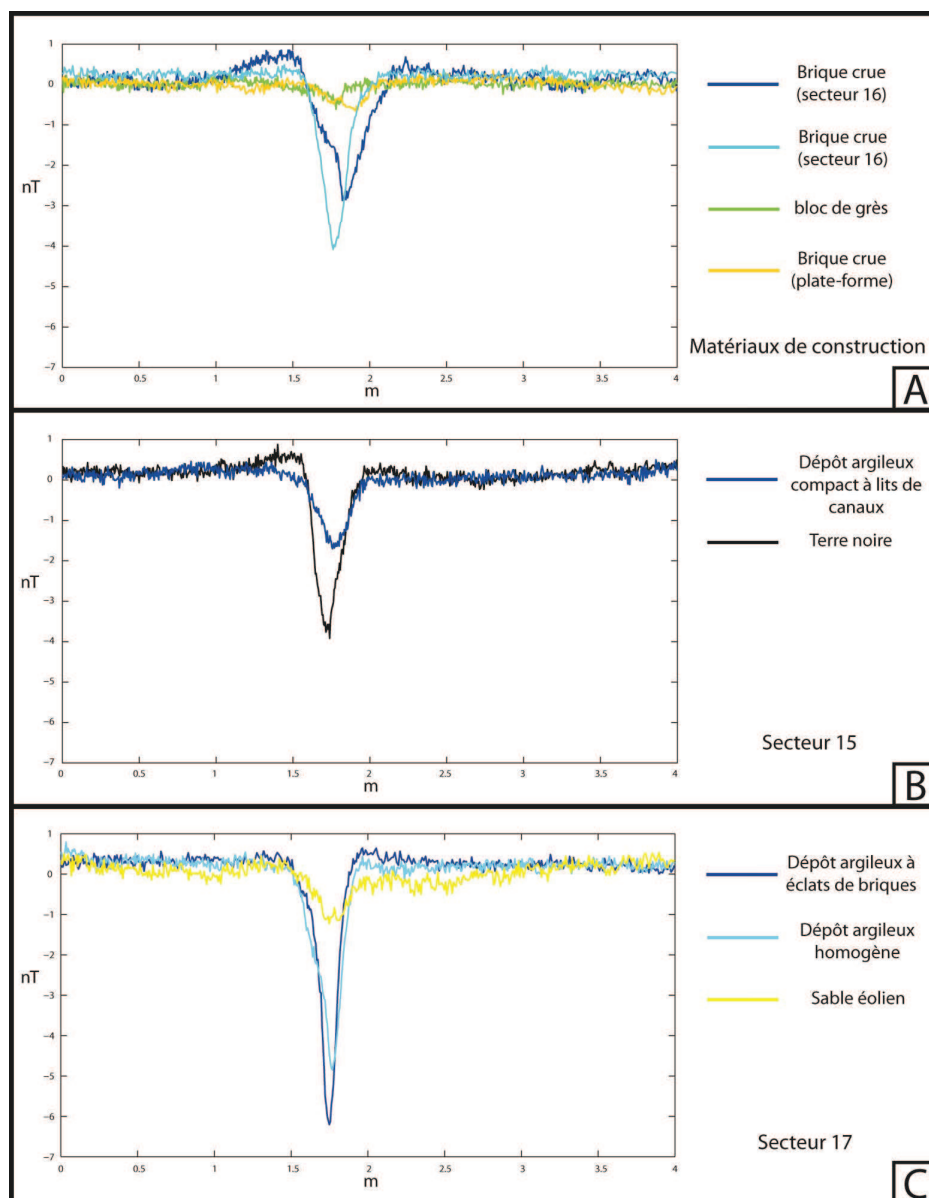 1
0
−1
−2
nT
−3
−4
−5
−6
−7
0
0.5
1
1.5
2
2.5
3
3.5
4
m
Brique crue
(secteur 16)
Brique crue
(secteur 16)
bloc de grès
Brique crue
(plate-forme)
Matériaux de construction
A
1
0
−1
−2
nT
−3
−4
−5
−6
−7
0
0.5
1
1.5
2
2.5
3
3.5
4
m
Dépôt argileux
compact à lits de
canaux
Terre noire
Secteur 15
B
1
0
−1
−2
nT
−3
−4
−5
−6
−7
0
0.5
1
1.5
2
2.5
3
3.5
4
m
Dépôt argileux à
éclats de briques
Dépôt argileux
homogène
Sable éolien
Secteur 17
C